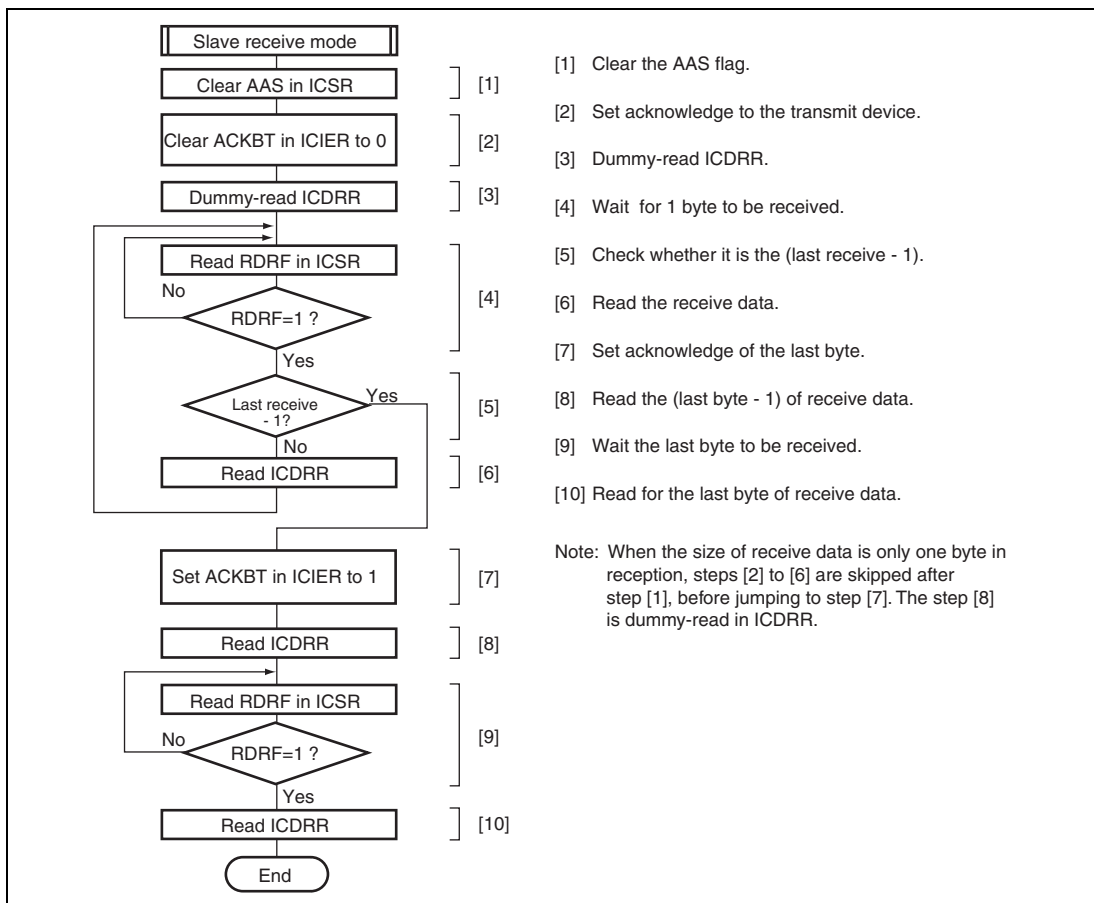 Slave receive mode
Clear AAS in ICSR
[1]
Clear ACKBT in ICIER to 0
[2]
Dummy-read ICDRR
[3]
Read RDRF in ICSR
No
RDRF=1 ?
[4]
Yes
Last receive
- 1?
Yes
[5]
No
Read ICDRR
[6]
Set ACKBT in ICIER to 1
[7]
Read ICDRR
[8]
Read RDRF in ICSR
No
RDRF=1 ?
[9]
Yes
Read ICDRR
[10]
End
[1] Clear the AAS flag.
[2] Set acknowledge to the transmit device.
[3] Dummy-read ICDRR.
[4] Wait for 1 byte to be received.
[5] Check whether it is the (last receive - 1).
[6] Read the receive data.
[7] Set acknowledge of the last byte.
[8] Read the (last byte - 1) of receive data.
[9] Wait the last byte to be received.
[10] Read for the last byte of receive data.
Note: When the size of receive data is only one byte in
reception, steps [2] to [6] are skipped after
step [1], before jumping to step [7]. The step [8]
is dummy-read in ICDRR.